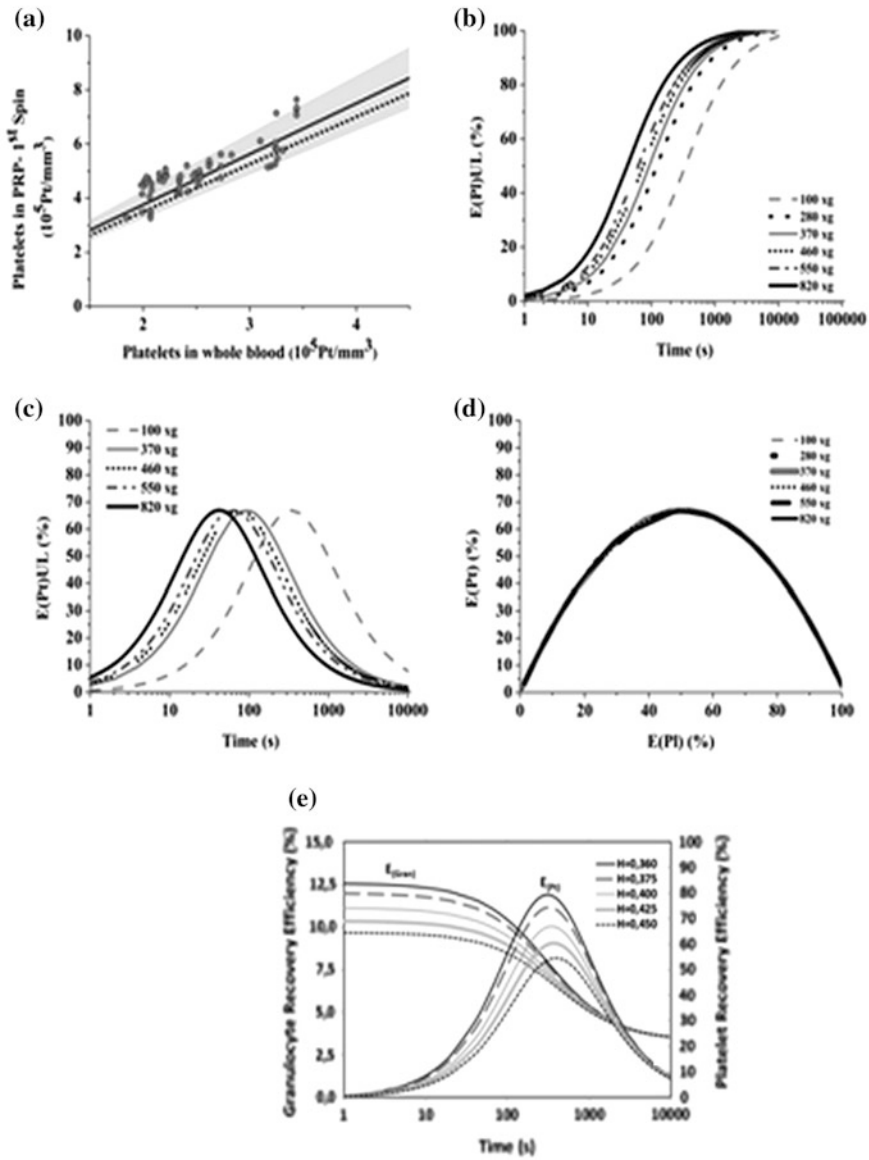 (a)
10
8
6
4
2
0
2
3
4
Platelets in PRP- 1st Spin
(10^5Pt/mm^3)
Platelets in whole blood (10^5Pt/mm^3)
(b)
100
80
60
40
20
0
E(Pl)UL (%)
100 xg
280 xg
370 xg
460 xg
550 xg
820 xg
1
10
100
1000
10000
100000
Time (s)
(c)
100
90
80
70
60
50
40
30
20
10
0
E(Pt)UL (%)
100 xg
370 xg
460 xg
550 xg
820 xg
1
10
100
1000
10000
Time (s)
(d)
100
90
80
70
60
50
40
30
20
10
0
E(Pt) (%)
100 xg
280 xg
370 xg
460 xg
550 xg
820 xg
0
20
40
60
80
100
E(Pl) (%)
(e)
15,0
12,5
10,0
7,5
5,0
2,5
0,0
Granulocyte Recovery Efficiency (%)
E(Gran)
E(Pt)
H=0,360
H=0,375
H=0,400
H=0,425
H=0,450
100
90
80
70
60
50
40
30
20
10
0
Platelet Recovery Efficiency (%)
1
10
100
1000
10000
Time (s)